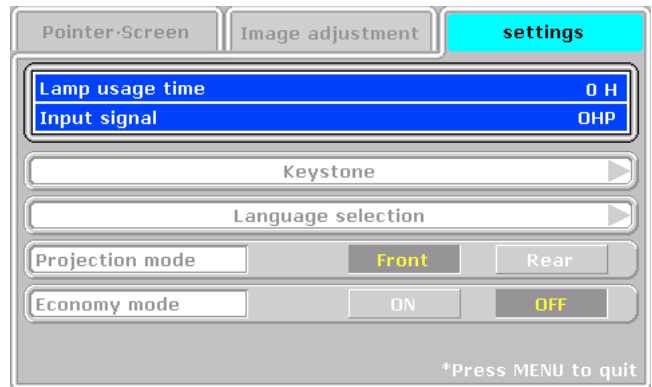 Pointer·Screen Image adjustment settings
Lamp usage time 0 H
Input signal OHP
Keystone
Language selection
Projection mode Front Rear
Economy mode ON OFF
*Press MENU to quit